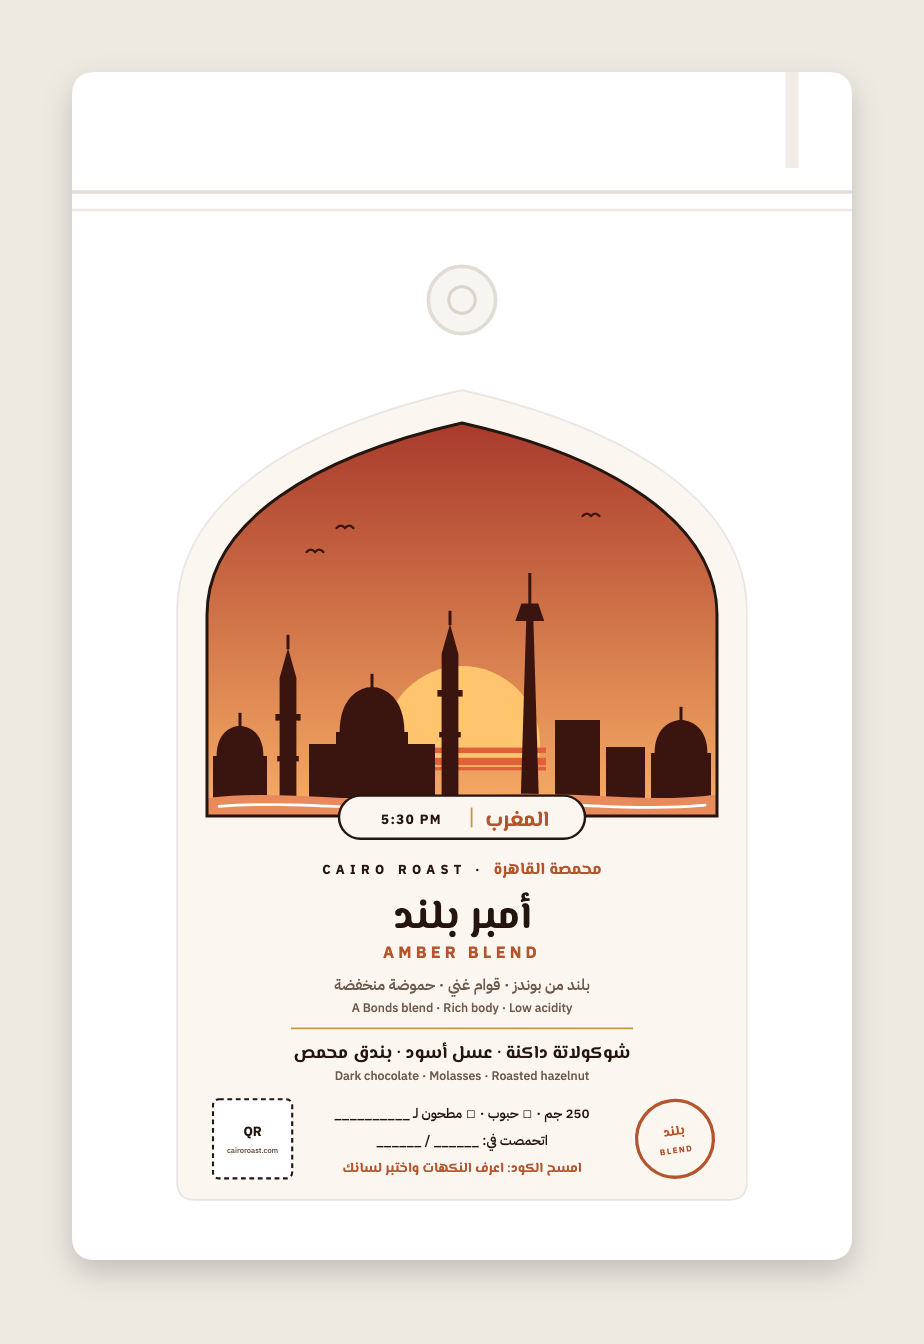 المغرب | 5:30 PM
محمصة القاهرة · CAIRO ROAST
أمبر بلند
AMBER BLEND
بلند من بوندز · قوام غني · حموضة منخفضة
A Bonds blend · Rich body · Low acidity
شوكولاتة داكنة · عسل أسود · بندق محمص
Dark chocolate · Molasses · Roasted hazelnut
250 جم · □ حبوب · □ مطحون لـ __________
اتحمصت في: ______ / ______
امسح الكود: اعرف النكهات واختبر لسانك
QR
cairoroast.com
بلند
BLEND